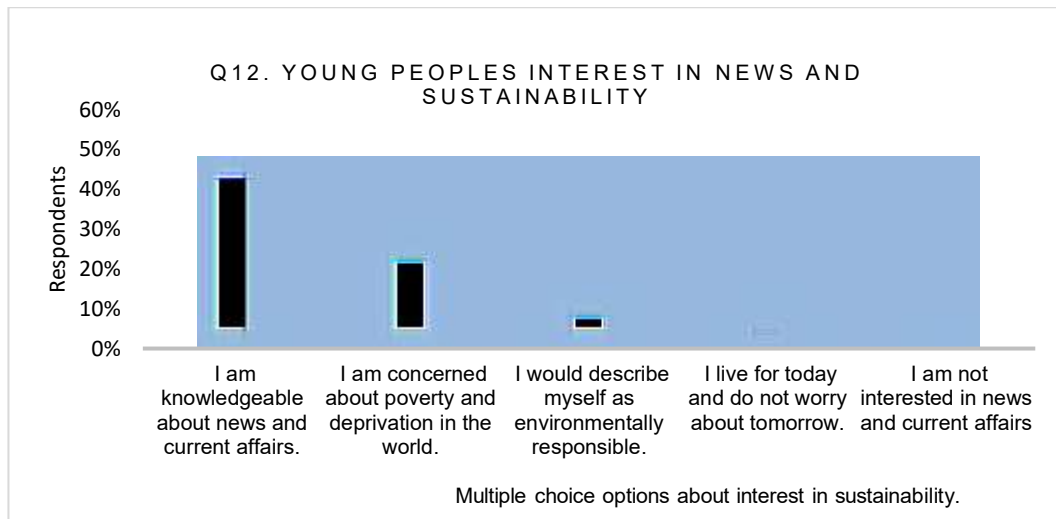 Q12. YOUNG PEOPLES INTEREST IN NEWS AND
SUSTAINABILITY
60%
50%
40%
30%
20%
10%
0%
Respondents
I am
knowledgeable
about news and
current affairs.
I am concerned
about poverty and
deprivation in the
world.
I would describe
myself as
environmentally
responsible.
I live for today
and do not worry
about tomorrow.
I am not
interested in news
and current affairs
Multiple choice options about interest in sustainability.